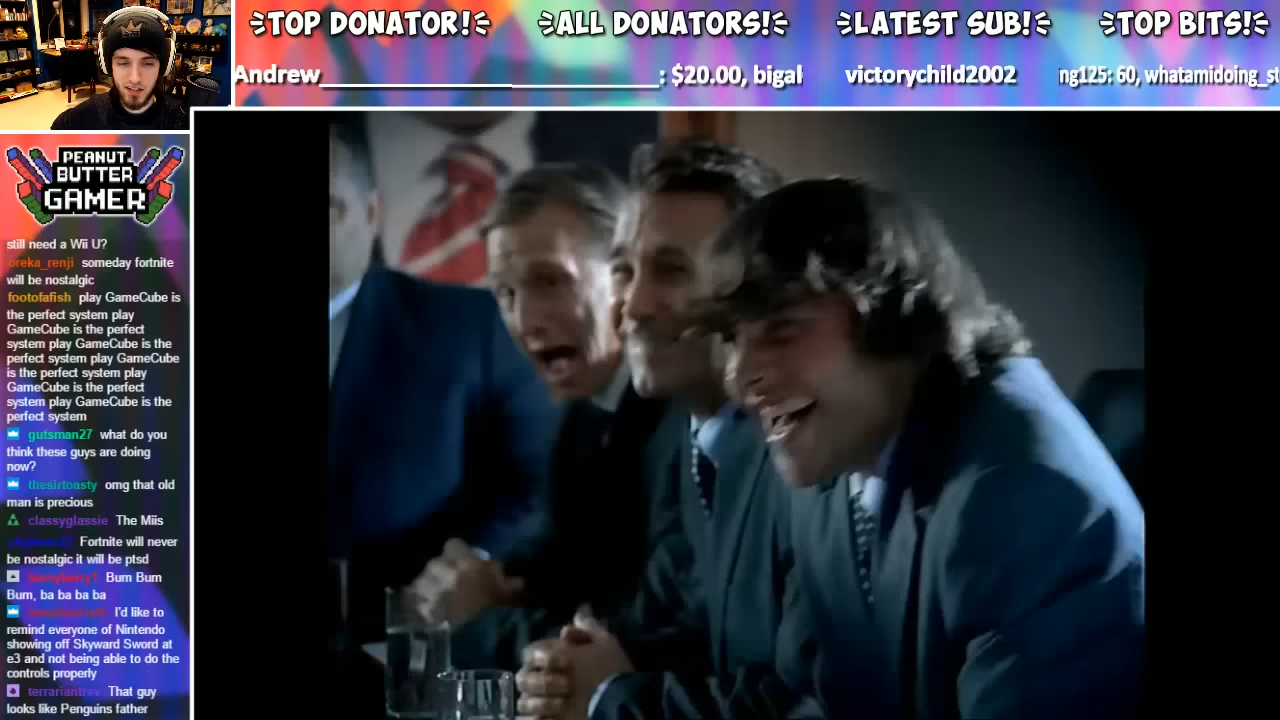 TOP DONATOR!
ALL DONATORS!
LATEST SUB!
TOP BITS!
Andrew_______________________________: $20.00, bigal
victorychild2002
ng125: 60, whatamidoing_st
PEANUT
BUTTER
GAMER
still need a Wii U?
oreka_renji someday fortnite
will be nostalgic
footofafish play GameCube is
the perfect system play
GameCube is the perfect
system play GameCube is the
perfect system play GameCube
is the perfect system play
GameCube is the perfect
system play GameCube is the
perfect system
gutsman27 what do you
think these guys are doing
now?
thesirtoasty omg that old
man is precious
classyglassie The Miis
Fortnite will never
be nostalgic it will be ptsd
Bum Bum
Bum, ba ba ba ba
I'd like to
remind everyone of Nintendo
showing off Skyward Sword at
e3 and not being able to do the
controls properly
terrariantrev That guy
looks like Penguins father